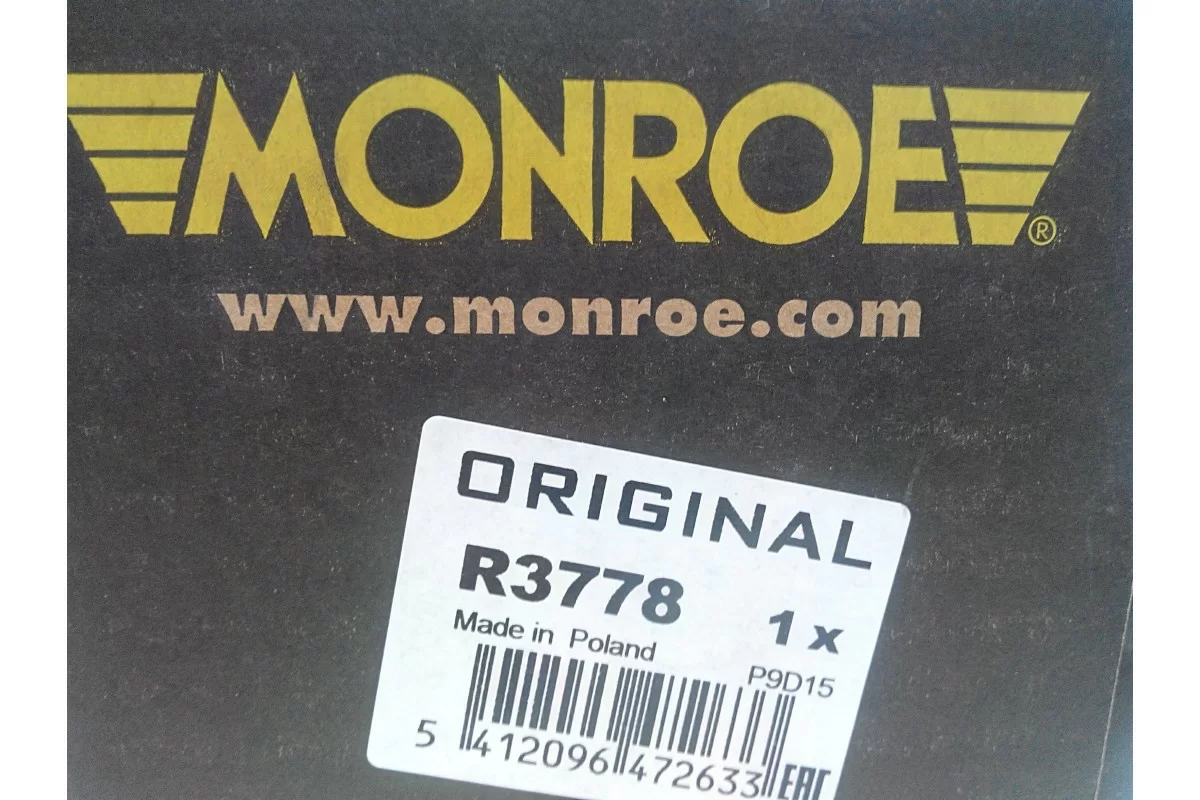 MONROE®
www.monroe.com
ORIGINAL
R3778 1 x
Made in Poland
P9D15
5 412096 472633 EAC